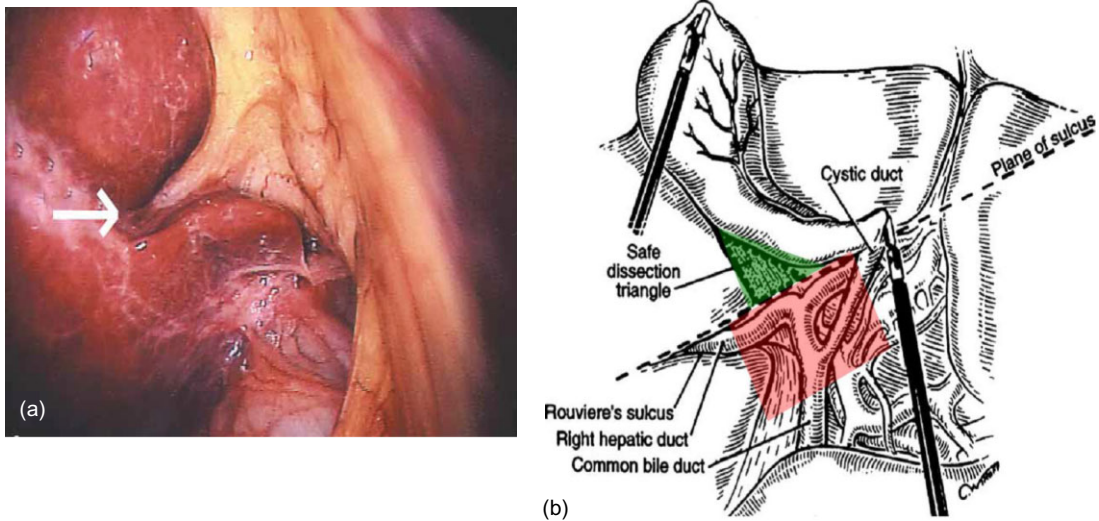 (a)
Plane of sulcus
Cystic duct
Safe
dissection
triangle
Rouviere's sulcus
Right hepatic duct
Common bile duct
(b)